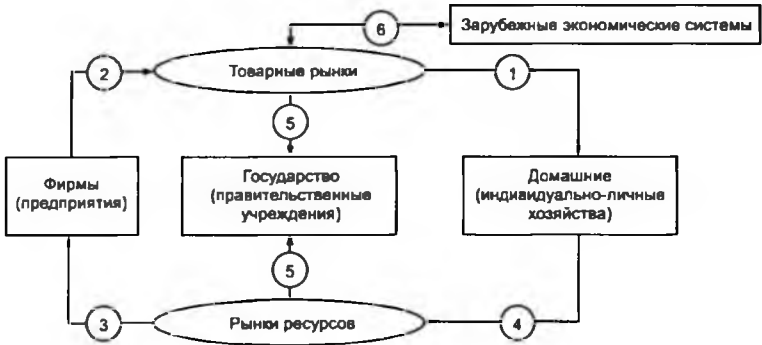 6
Зарубежные экономические системы
2
Товарные рынки
1
5
Фирмы
(предприятия)
Государство
(правительственные
учреждения)
Домашние
(индивидуально-личные
хозяйства)
5
3
Рынки ресурсов
4